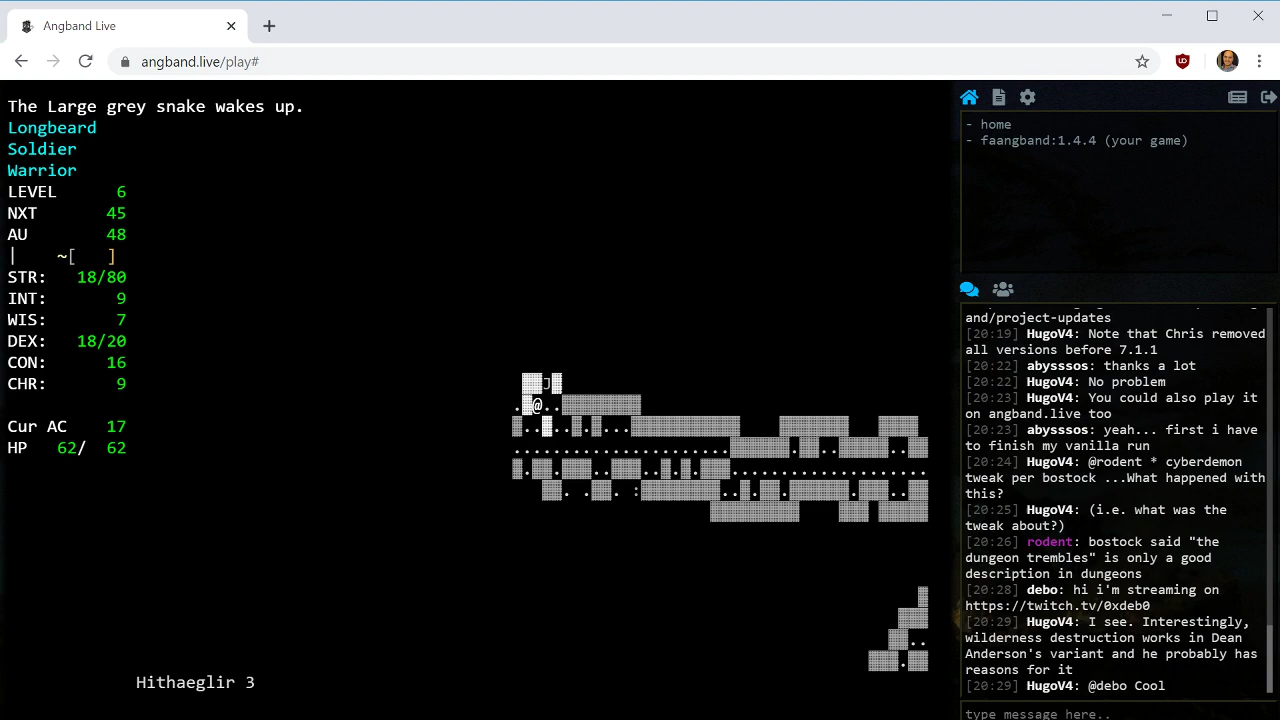 Angband Live
angband.live/play#
The Large grey snake wakes up.
Longbeard
Soldier
Warrior
LEVEL 6
NXT 45
AU 48
| ~[ ]
STR: 18/80
INT: 9
WIS: 7
DEX: 18/20
CON: 16
CHR: 9
Cur AC 17
HP 62/ 62
J
@
Hithaeglir 3
- home
- faangband:1.4.4 (your game)
and/project-updates
[20:19] HugoV4: Note that Chris removed
all versions before 7.1.1
[20:22] abysssos: thanks a lot
[20:22] HugoV4: No problem
[20:23] HugoV4: You could also play it
on angband.live too
[20:23] abysssos: yeah... first i have
to finish my vanilla run
[20:24] HugoV4: @rodent * cyberdemon
tweak per bostock ...What happened with
this?
[20:25] HugoV4: (i.e. what was the
tweak about?)
[20:26] rodent: bostock said "the
dungeon trembles" is only a good
description in dungeons
[20:28] debo: hi i'm streaming on
https://twitch.tv/0xdeb0
[20:29] HugoV4: I see. Interestingly,
wilderness destruction works in Dean
Anderson's variant and he probably has
reasons for it
[20:29] HugoV4: @debo Cool
type message here..